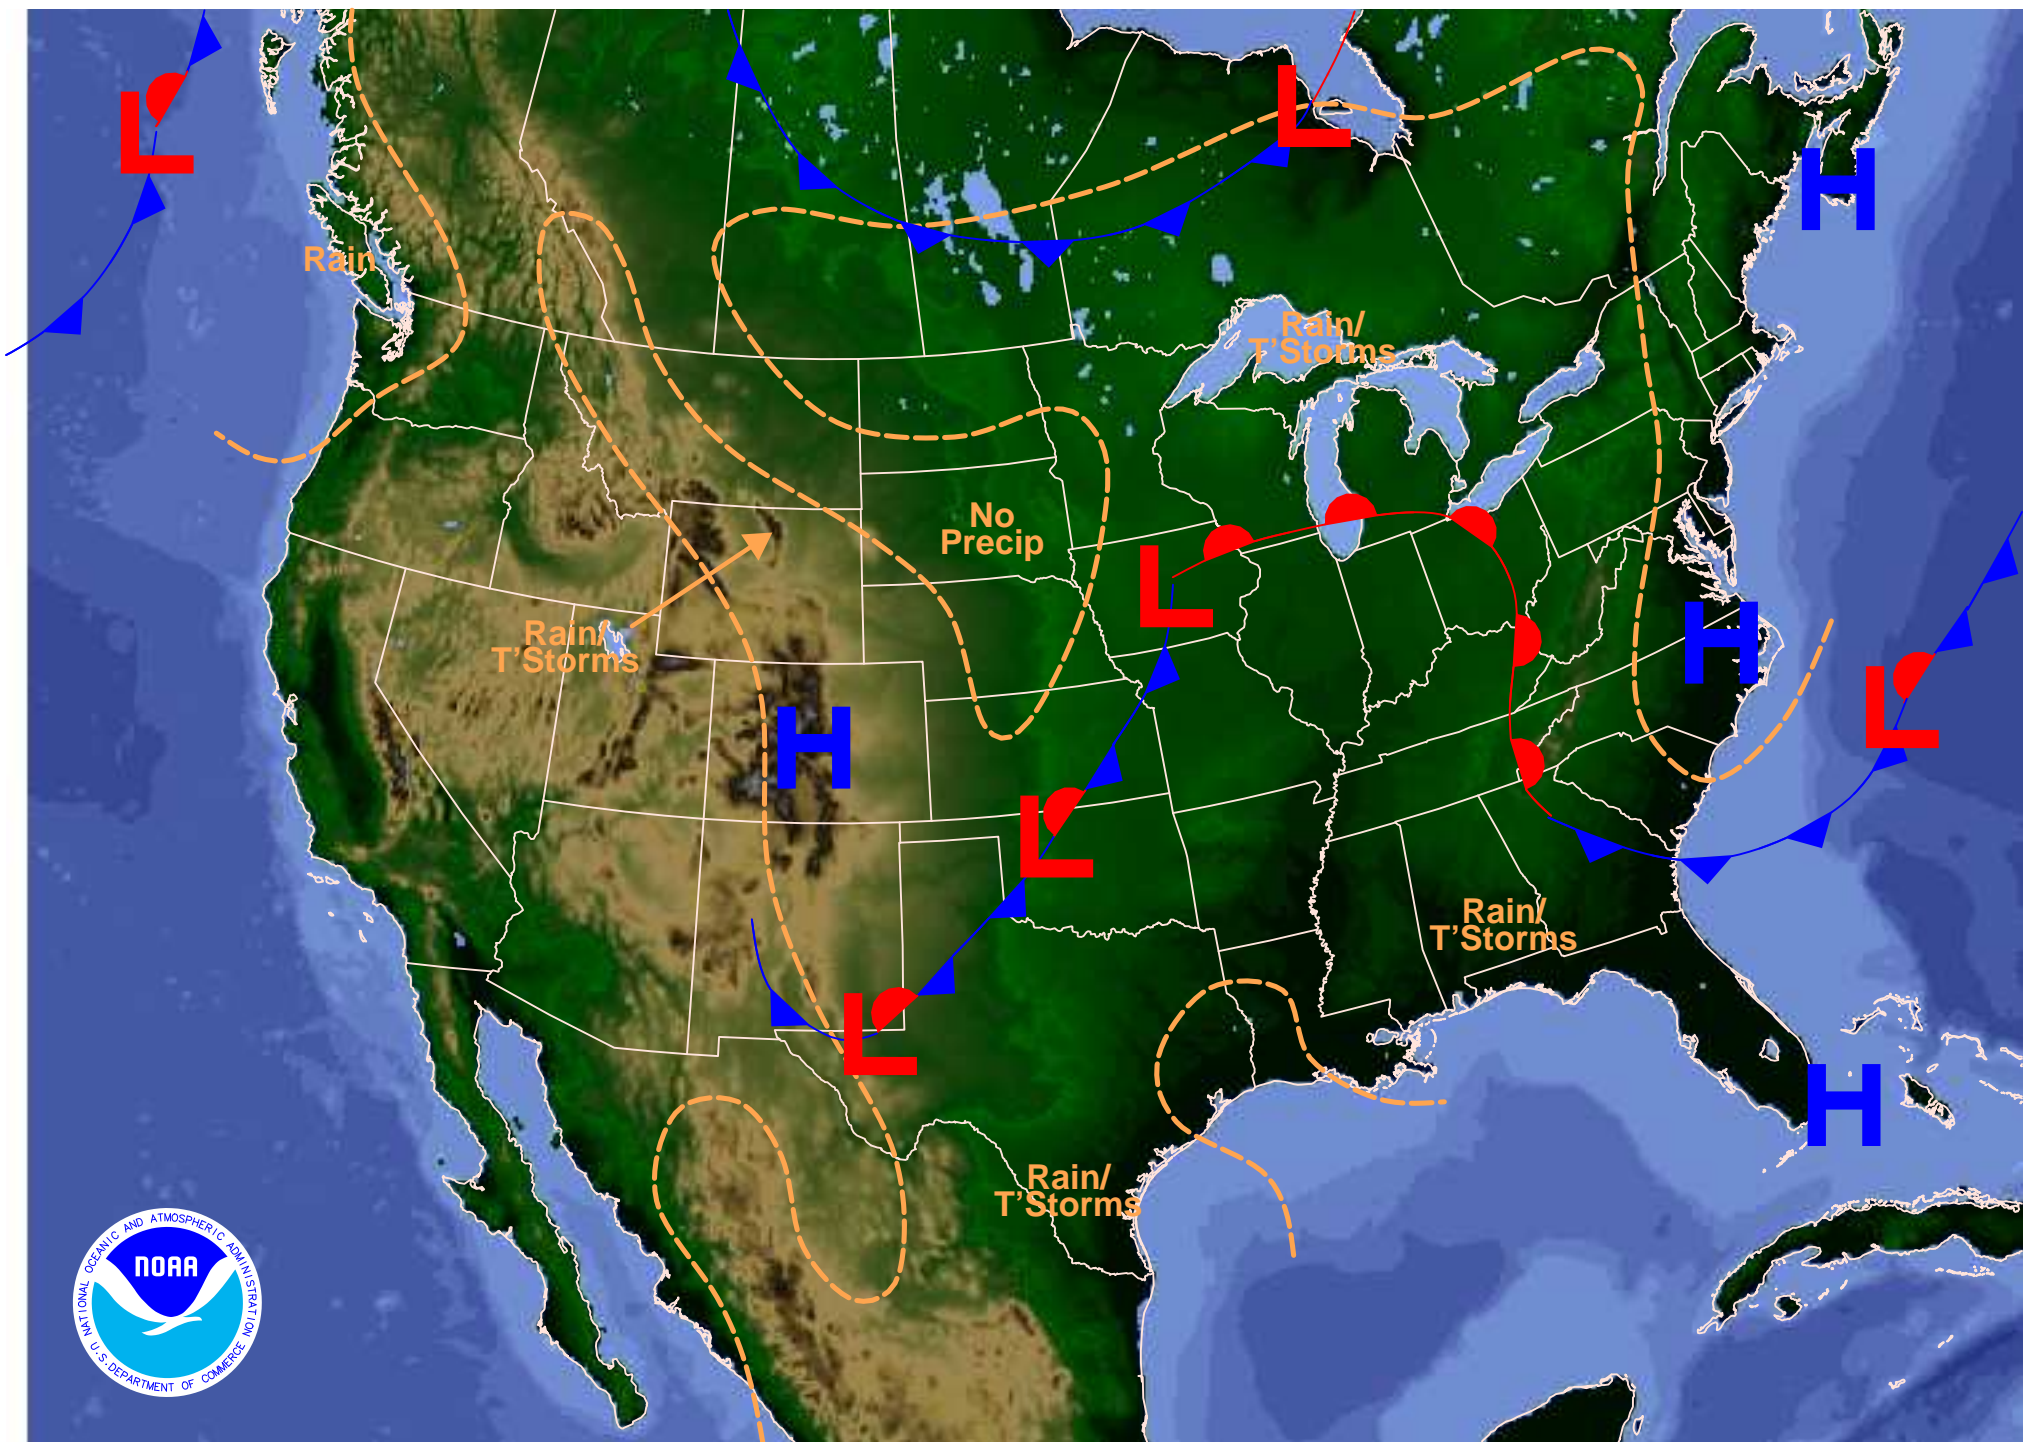 L
L
H
Rain
Rain/
T'Storms
No
Precip
L
Rain/
T'Storms
H
H
L
L
Rain/
T'Storms
L
H
Rain/
T'Storms
NATIONAL OCEANIC AND ATMOSPHERIC ADMINISTRATION
NOAA
U.S. DEPARTMENT OF COMMERCE